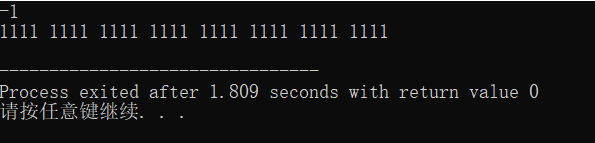 -1
1111 1111 1111 1111 1111 1111 1111 1111
--------------------------------
Process exited after 1.809 seconds with return value 0
请按任意键继续. . .